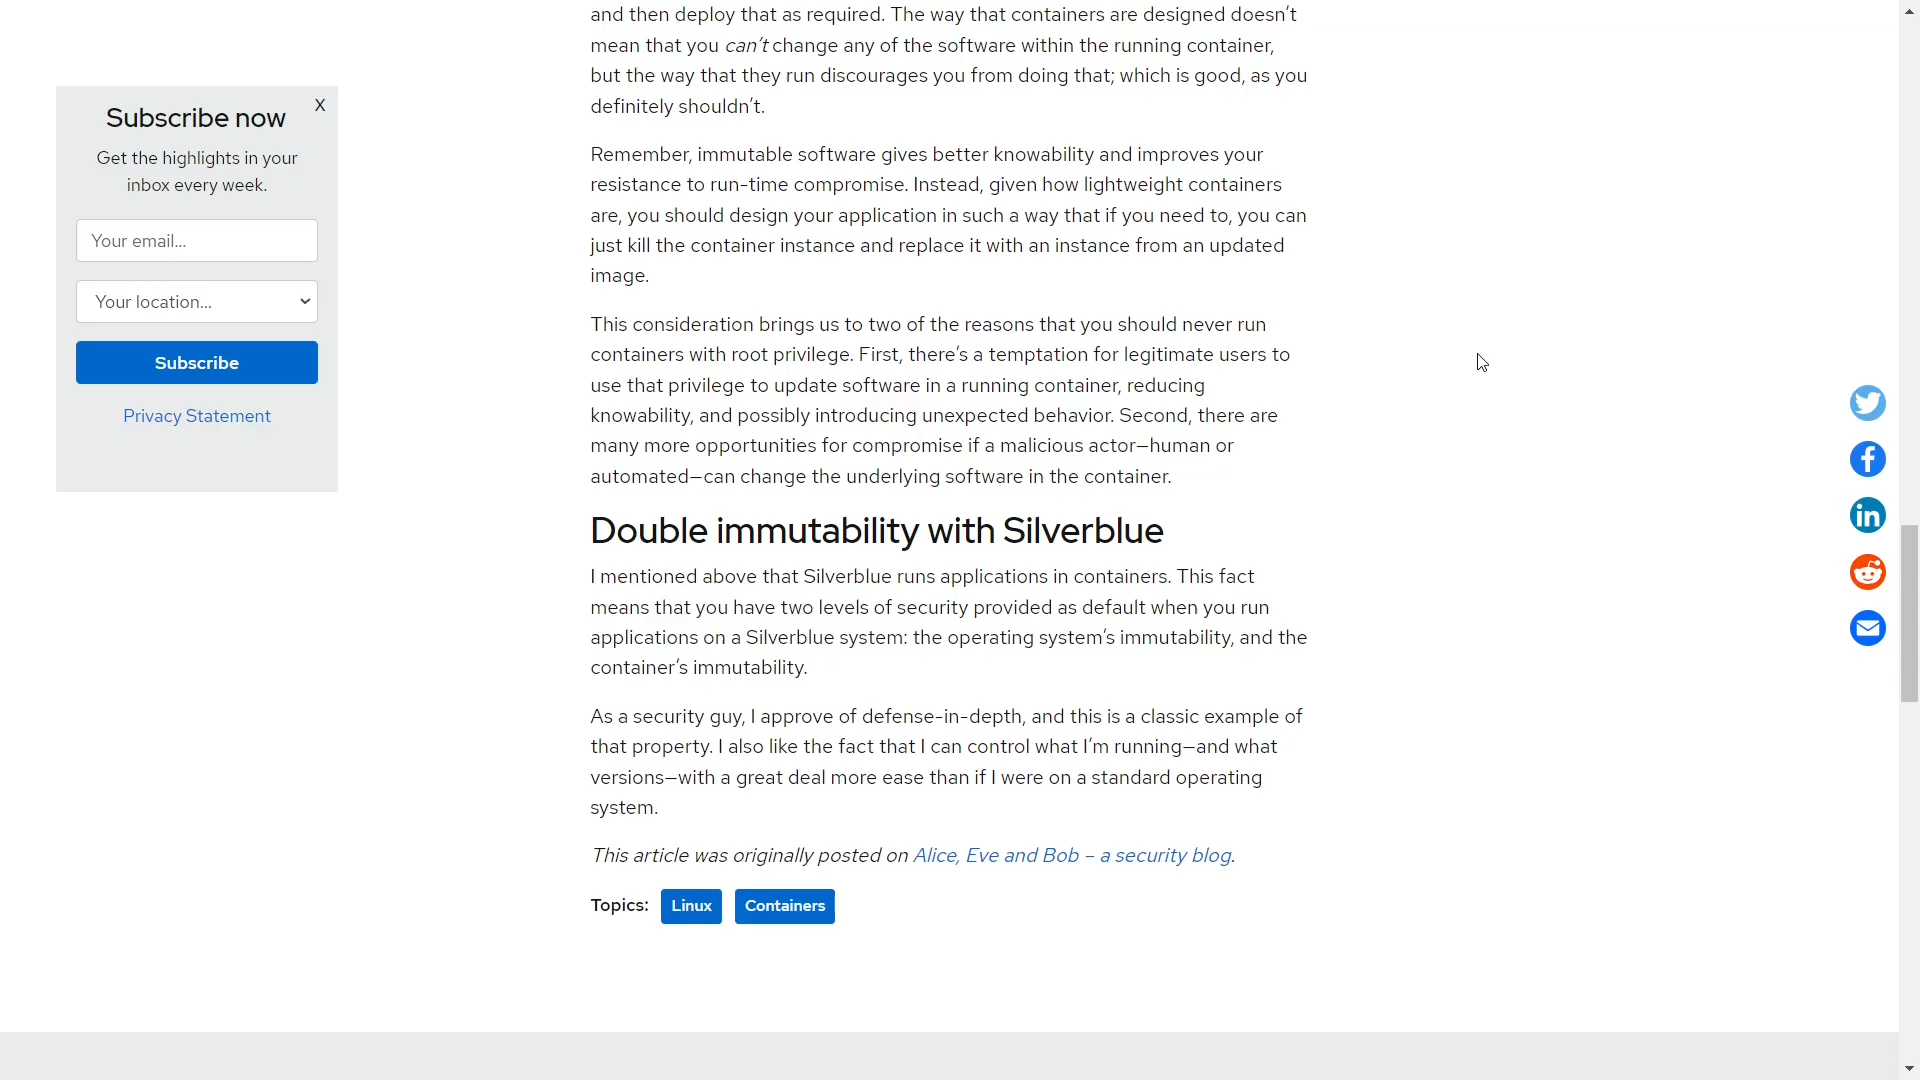 and then deploy that as required. The way that containers are designed doesn’t
mean that you can’t change any of the software within the running container,
but the way that they run discourages you from doing that; which is good, as you
definitely shouldn’t.
Remember, immutable software gives better knowability and improves your
resistance to run-time compromise. Instead, given how lightweight containers
are, you should design your application in such a way that if you need to, you can
just kill the container instance and replace it with an instance from an updated
image.
This consideration brings us to two of the reasons that you should never run
containers with root privilege. First, there’s a temptation for legitimate users to
use that privilege to update software in a running container, reducing
knowability, and possibly introducing unexpected behavior. Second, there are
many more opportunities for compromise if a malicious actor—human or
automated—can change the underlying software in the container.
Double immutability with Silverblue
I mentioned above that Silverblue runs applications in containers. This fact
means that you have two levels of security provided as default when you run
applications on a Silverblue system: the operating system’s immutability, and the
container’s immutability.
As a security guy, I approve of defense-in-depth, and this is a classic example of
that property. I also like the fact that I can control what I’m running—and what
versions—with a great deal more ease than if I were on a standard operating
system.
This article was originally posted on Alice, Eve and Bob – a security blog.
Topics: Linux Containers
X
Subscribe now
Get the highlights in your
inbox every week.
Your email...
Your location...
Subscribe
Privacy Statement